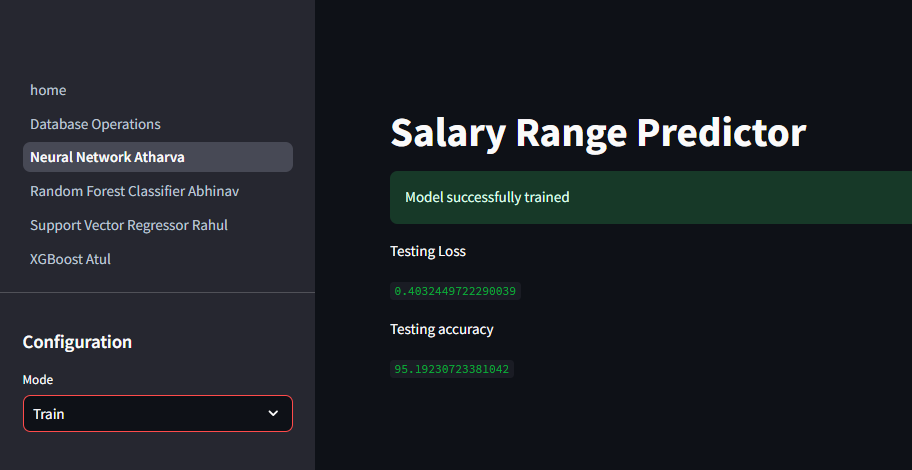 home
Database Operations
Neural Network Atharva
Random Forest Classifier Abhinav
Support Vector Regressor Rahul
XGBoost Atul
Configuration
Mode
Train
Salary Range Predictor
Model successfully trained
Testing Loss
0.4032449722290039
Testing accuracy
95.19230723381042